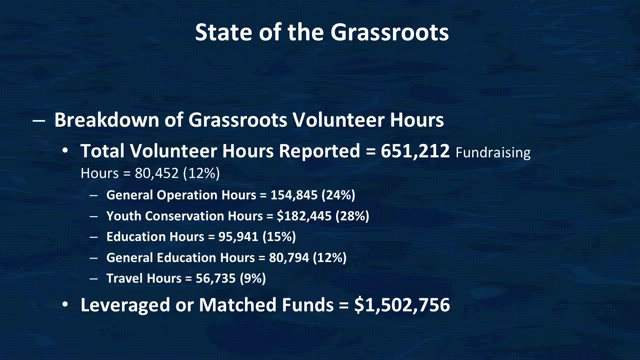 State of the Grassroots
– Breakdown of Grassroots Volunteer Hours
• Total Volunteer Hours Reported = 651,212 Fundraising
Hours = 80,452 (12%)
– General Operation Hours = 154,845 (24%)
– Youth Conservation Hours = $182,445 (28%)
– Education Hours = 95,941 (15%)
– General Education Hours = 80,794 (12%)
– Travel Hours = 56,735 (9%)
• Leveraged or Matched Funds = $1,502,756